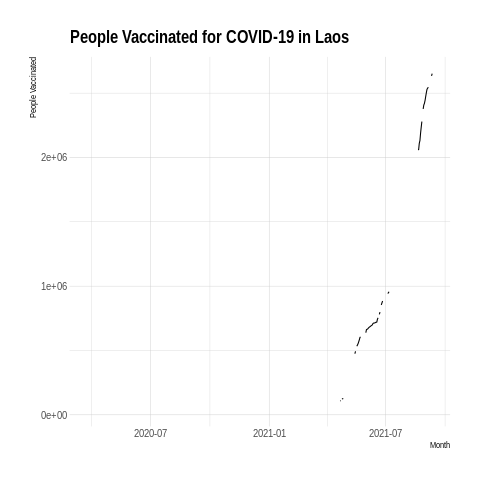 People Vaccinated for COVID-19 in Laos
People Vaccinated
2e+06
1e+06
0e+00
2020-07
2021-01
2021-07
Month